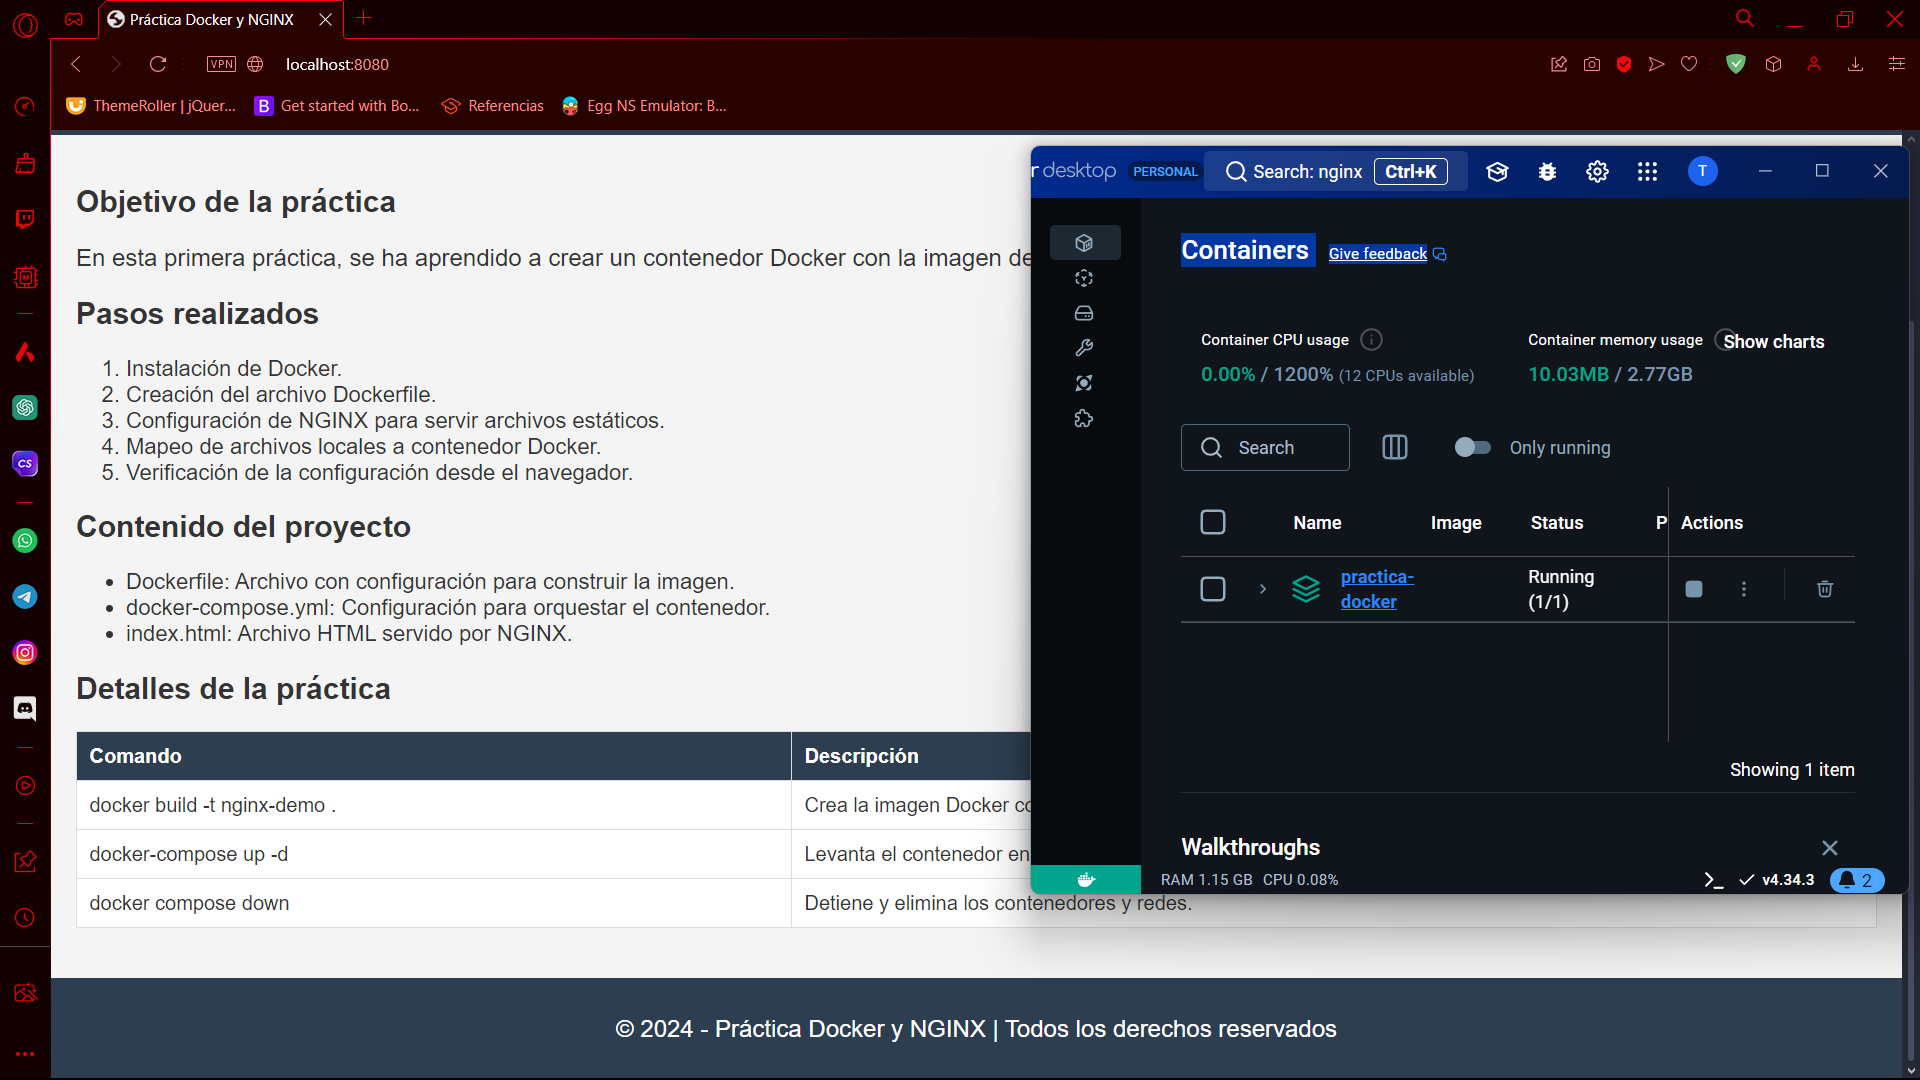 Práctica Docker y NGINX
VPN
localhost:8080
ThemeRoller | jQuer...
B Get started with Bo...
Referencias
Egg NS Emulator: B...
Objetivo de la práctica
En esta primera práctica, se ha aprendido a crear un contenedor Docker con la imagen de
Pasos realizados
1. Instalación de Docker.
2. Creación del archivo Dockerfile.
3. Configuración de NGINX para servir archivos estáticos.
4. Mapeo de archivos locales a contenedor Docker.
5. Verificación de la configuración desde el navegador.
Contenido del proyecto
• Dockerfile: Archivo con configuración para construir la imagen.
• docker-compose.yml: Configuración para orquestar el contenedor.
• index.html: Archivo HTML servido por NGINX.
Detalles de la práctica
Comando Descripción
docker build -t nginx-demo . Crea la imagen Docker co
docker-compose up -d Levanta el contenedor en
docker compose down Detiene y elimina los contenedores y redes.
© 2024 - Práctica Docker y NGINX | Todos los derechos reservados
CS
r desktop PERSONAL Search: nginx Ctrl+K T
Containers Give feedback
Container CPU usage
0.00% / 1200% (12 CPUs available)
Container memory usage
10.03MB / 2.77GB
Show charts
Search
Only running
Name Image Status P Actions
practica-
docker
Running
(1/1)
Showing 1 item
Walkthroughs
RAM 1.15 GB CPU 0.08%
v4.34.3
2